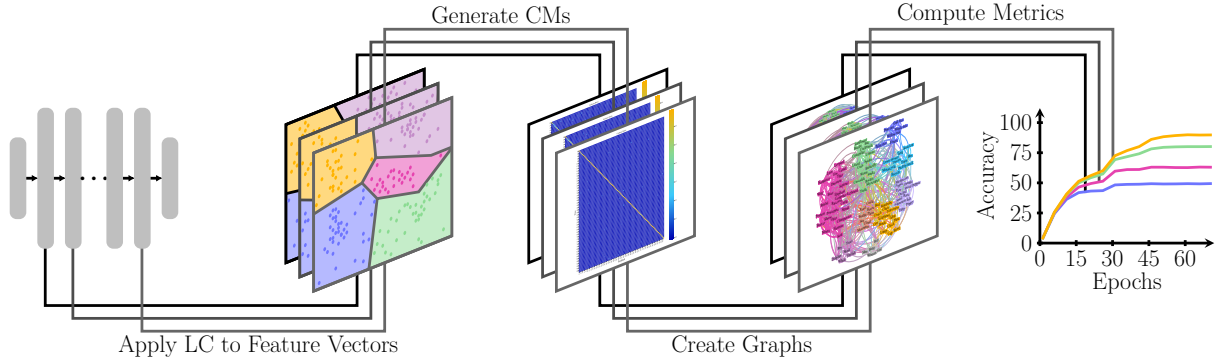 Generate CMs
Compute Metrics
Apply LC to Feature Vectors
Create Graphs
Accuracy
100
75
50
25
0
0 15 30 45 60
Epochs